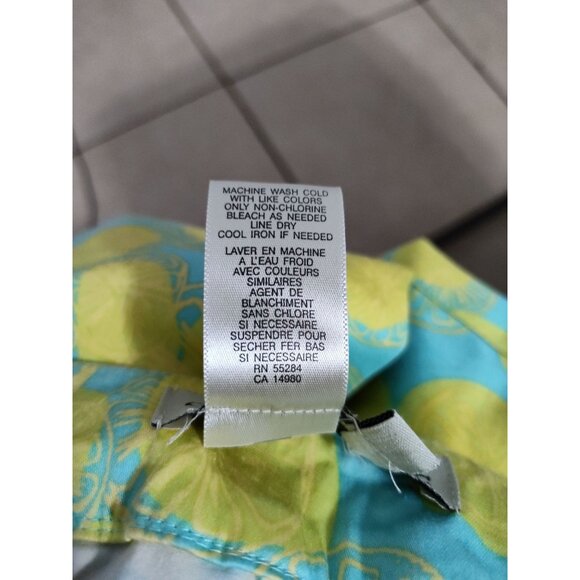 MACHINE WASH COLD
WITH LIKE COLORS
ONLY NON-CHLORINE
BLEACH AS NEEDED
LINE DRY
COOL IRON IF NEEDED
LAVER EN MACHINE
A L'EAU FROID
AVEC COULEURS
SIMILAIRES
AGENT DE
BLANCHIMENT
SANS CHLORE
SI NECESSAIRE
SUSPENDRE POUR
SECHER FER BAS
SI NECESSAIRE
RN 55284
CA 14980